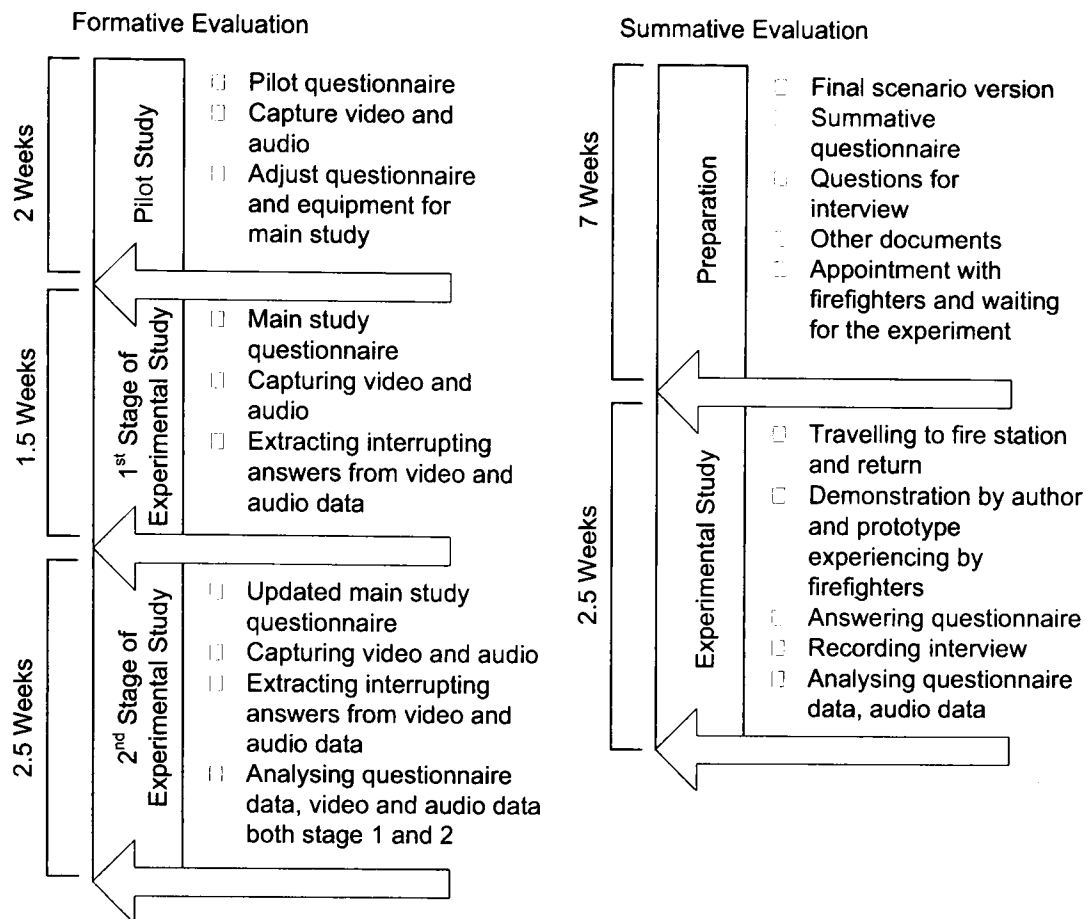 Formative Evaluation
2 Weeks
Pilot Study
Pilot questionnaire
Capture video and
audio
Adjust questionnaire
and equipment for
main study
1.5 Weeks
1st Stage of
Experimental Study
Main study
questionnaire
Capturing video and
audio
Extracting interrupting
answers from video and
audio data
2.5 Weeks
2nd Stage of
Experimental Study
Updated main study
questionnaire
Capturing video and audio
Extracting interrupting
answers from video and
audio data
Analysing questionnaire
data, video and audio data
both stage 1 and 2
Summative Evaluation
7 Weeks
Preparation
Final scenario version
Summative
questionnaire
Questions for
interview
Other documents
Appointment with
firefighters and waiting
for the experiment
2.5 Weeks
Experimental Study
Travelling to fire station
and return
Demonstration by author
and prototype
experiencing by
firefighters
Answering questionnaire
Recording interview
Analysing questionnaire
data, audio data